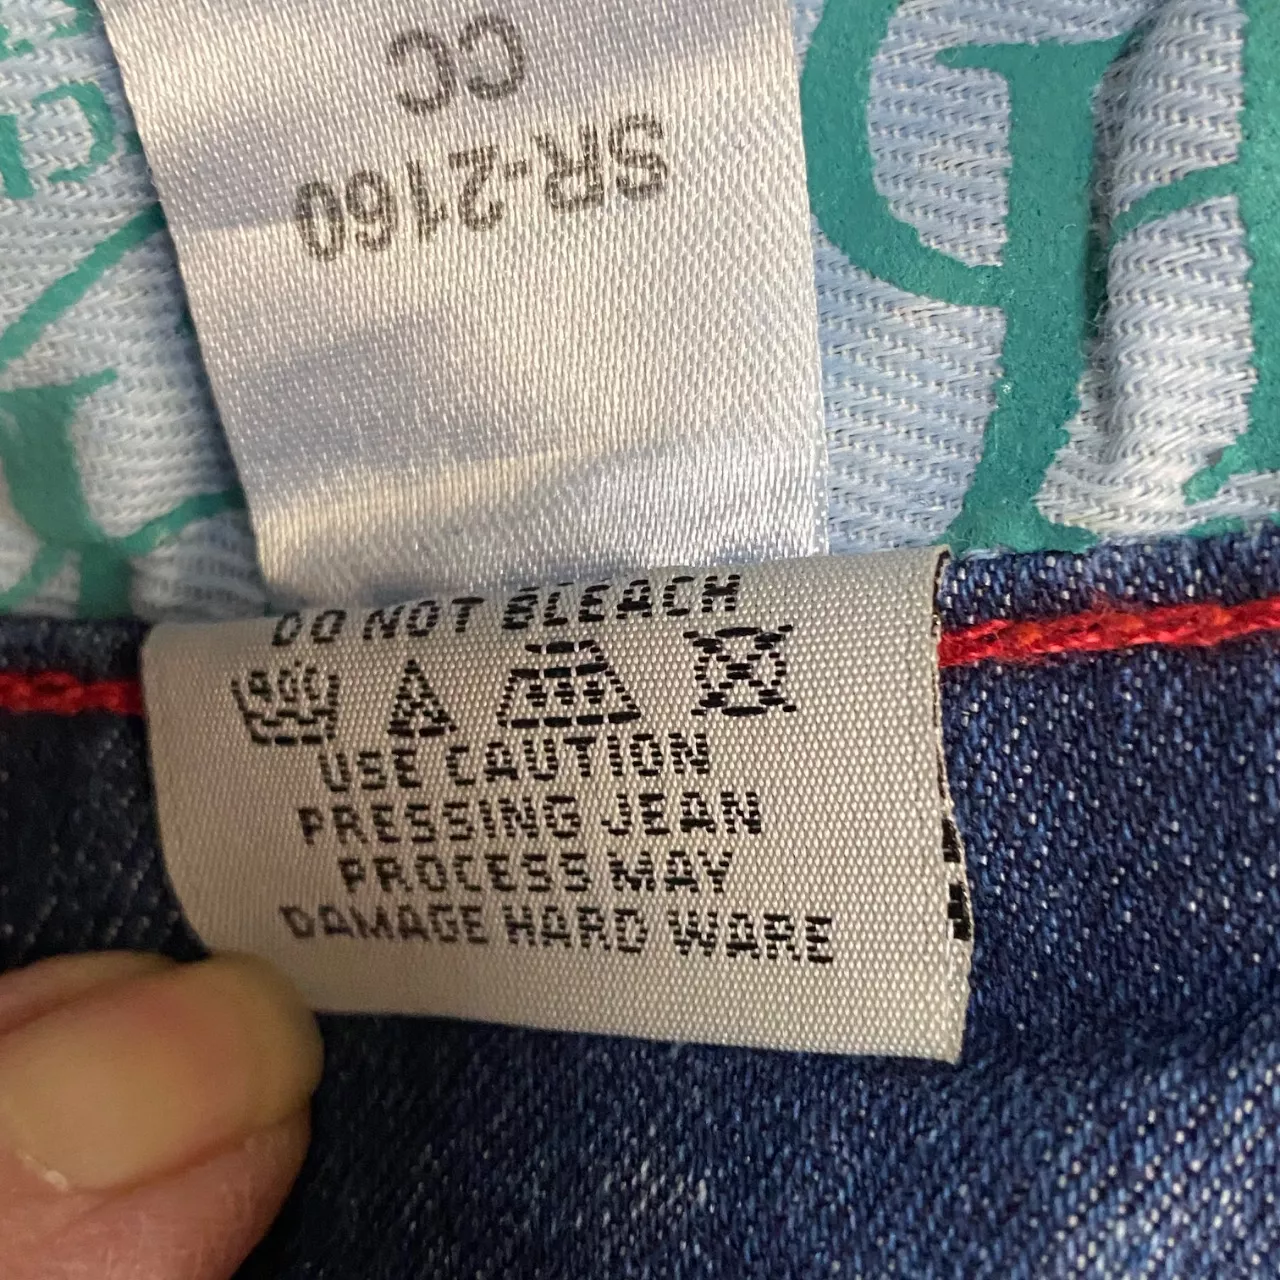 CC
SR-2160
DO NOT BLEACH
USE CAUTION
PRESSING JEAN
PROCESS MAY
DAMAGE HARD WARE